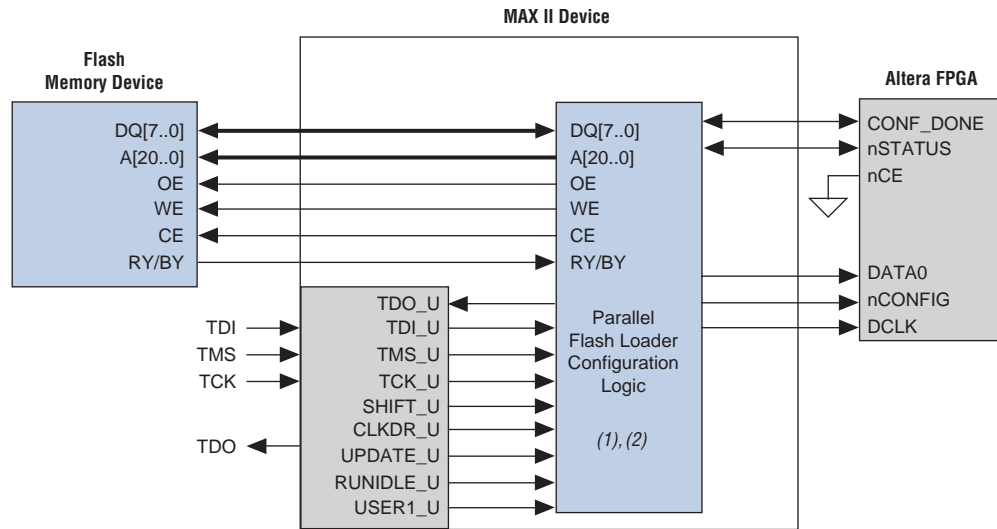 MAX II Device
Flash
Memory Device
Altera FPGA
DQ[7..0]
A[20..0]
OE
WE
CE
RY/BY
DQ[7..0]
A[20..0]
OE
WE
CE
RY/BY
Parallel
Flash Loader
Configuration
Logic
(1), (2)
CONF_DONE
nSTATUS
nCE
DATA0
nCONFIG
DCLK
TDI
TMS
TCK
TDO
TDO_U
TDI_U
TMS_U
TCK_U
SHIFT_U
CLKDR_U
UPDATE_U
RUNIDLE_U
USER1_U